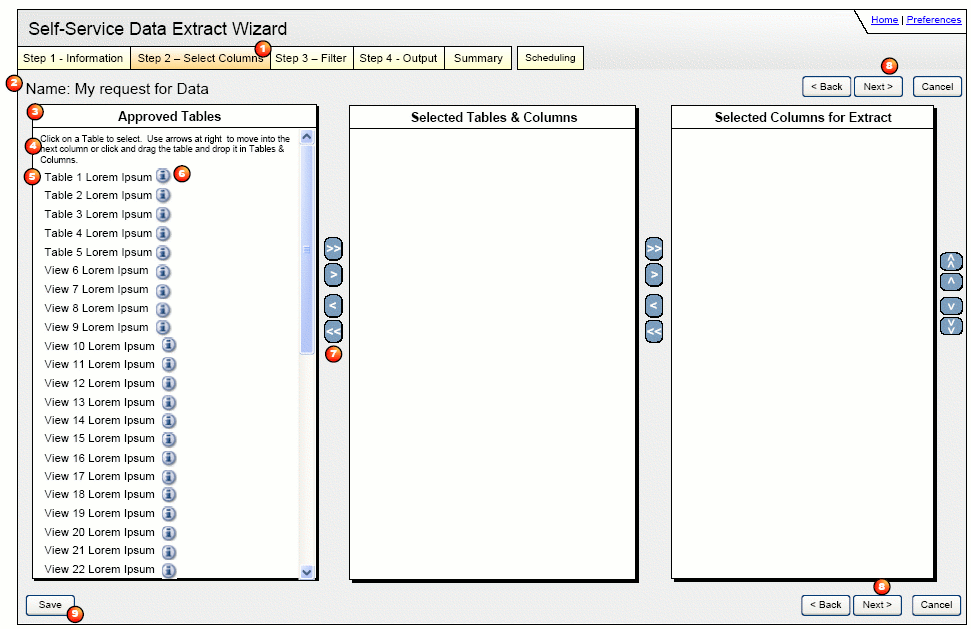 Self-Service Data Extract Wizard
Home | Preferences
Step 1 - Information
Step 2 – Select Columns
1
Step 3 – Filter
Step 4 - Output
Summary
Scheduling
2
Name: My request for Data
8
< Back
Next >
Cancel
3
Approved Tables
Selected Tables & Columns
Selected Columns for Extract
4
Click on a Table to select. Use arrows at right to move into the
next column or click and drag the table and drop it in Tables &
Columns.
5
Table 1 Lorem Ipsum i 6
Table 2 Lorem Ipsum i
Table 3 Lorem Ipsum i
Table 4 Lorem Ipsum i
Table 5 Lorem Ipsum i
View 6 Lorem Ipsum i
View 7 Lorem Ipsum i
View 8 Lorem Ipsum i
View 9 Lorem Ipsum i
View 10 Lorem Ipsum i
View 11 Lorem Ipsum i
View 12 Lorem Ipsum i
View 13 Lorem Ipsum i
View 14 Lorem Ipsum i
View 15 Lorem Ipsum i
View 16 Lorem Ipsum i
View 17 Lorem Ipsum i
View 18 Lorem Ipsum i
View 19 Lorem Ipsum i
View 20 Lorem Ipsum i
View 21 Lorem Ipsum i
View 22 Lorem Ipsum i
>>
>
<
<<
7
>>
>
<
<<
Save
9
8
< Back
Next >
Cancel